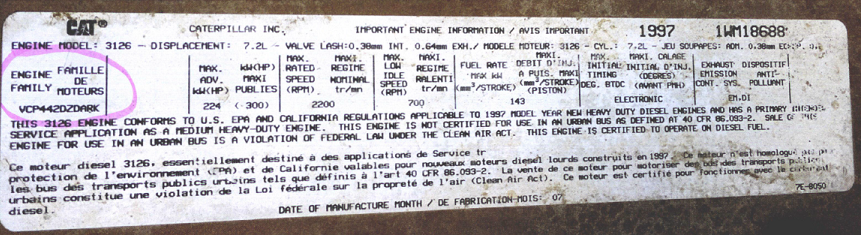 CAT CATERPILLAR INC. IMPORTANT ENGINE INFORMATION / AVIS IMPORTANT 1997 1WM18688
ENGINE MODEL: 3126 - DISPLACEMENT: 7.2L - VALVE LASH:0.38mm INT. 0.64mm EXH./ MODELE MOTEUR: 3126 - CYL.: 7.2L - JEU SOUPAPES: ADM. 0.38mm
ENGINE FAMILLE DE FAMILY MOTEURS
VCP442DZDARK
MAX. kW(HP)
ADV. MAXI
kW(HP) PUBLIES
224 (-300)
MAX. MAXI.
RATED REGIME
SPEED NOMINAL
(RPM) tr/mn
2200
MAX. MAXI.
LOW REGIME
IDLE RALENTI
SPEED tr/mn
(RPM)
700
FUEL RATE DEBIT D'INJ.
MAX kW A PUIS. MAXI
(mm³/STROKE) (mm³/STROKE)
(PISTON)
143
MAX. MAXI. CALAGE
INITIAL INITIAL D'INJ.
TIMING (DEGRES)
DEG. BTDC (AVANT PMH)
ELECTRONIC
EXHAUST DISPOSITIF
EMISSION ANTI-
CONT. SYS. POLLUANT
EM.DI
THIS 3126 ENGINE CONFORMS TO U.S. EPA AND CALIFORNIA REGULATIONS APPLICABLE TO 1997 MODEL YEAR NEW HEAVY DUTY DIESEL ENGINES AND HAS A PRIMARY
SERVICE APPLICATION AS A MEDIUM HEAVY-DUTY ENGINE. THIS ENGINE IS NOT CERTIFIED FOR USE IN AN URBAN BUS AS DEFINED AT 40 CFR 86.093-2. SALE OF THIS
ENGINE FOR USE IN AN URBAN BUS IS A VIOLATION OF FEDERAL LAW UNDER THE CLEAN AIR ACT. THIS ENGINE IS CERTIFIED TO OPERATE ON DIESEL FUEL.
Ce moteur diesel 3126, essentiellement destiné à des applications de Service tr
protection de l'environnement (EPA) et de Californie valables pour nouveaux moteurs diesel lourds construits en 1997. Ce moteur n'est homologué
les bus des transports publics urbains tels que définis à l'art 40 CFR 86.093-2. La vente de ce moteur pour motoriser des bus des transports publics
urbains constitue une violation de la Loi fédérale sur la propreté de l'air (Clean Air Act). Ce moteur est certifié pour fonctionner avec le
diesel. 7E-8050
DATE OF MANUFACTURE MONTH / DE FABRICATION-MOIS: 07